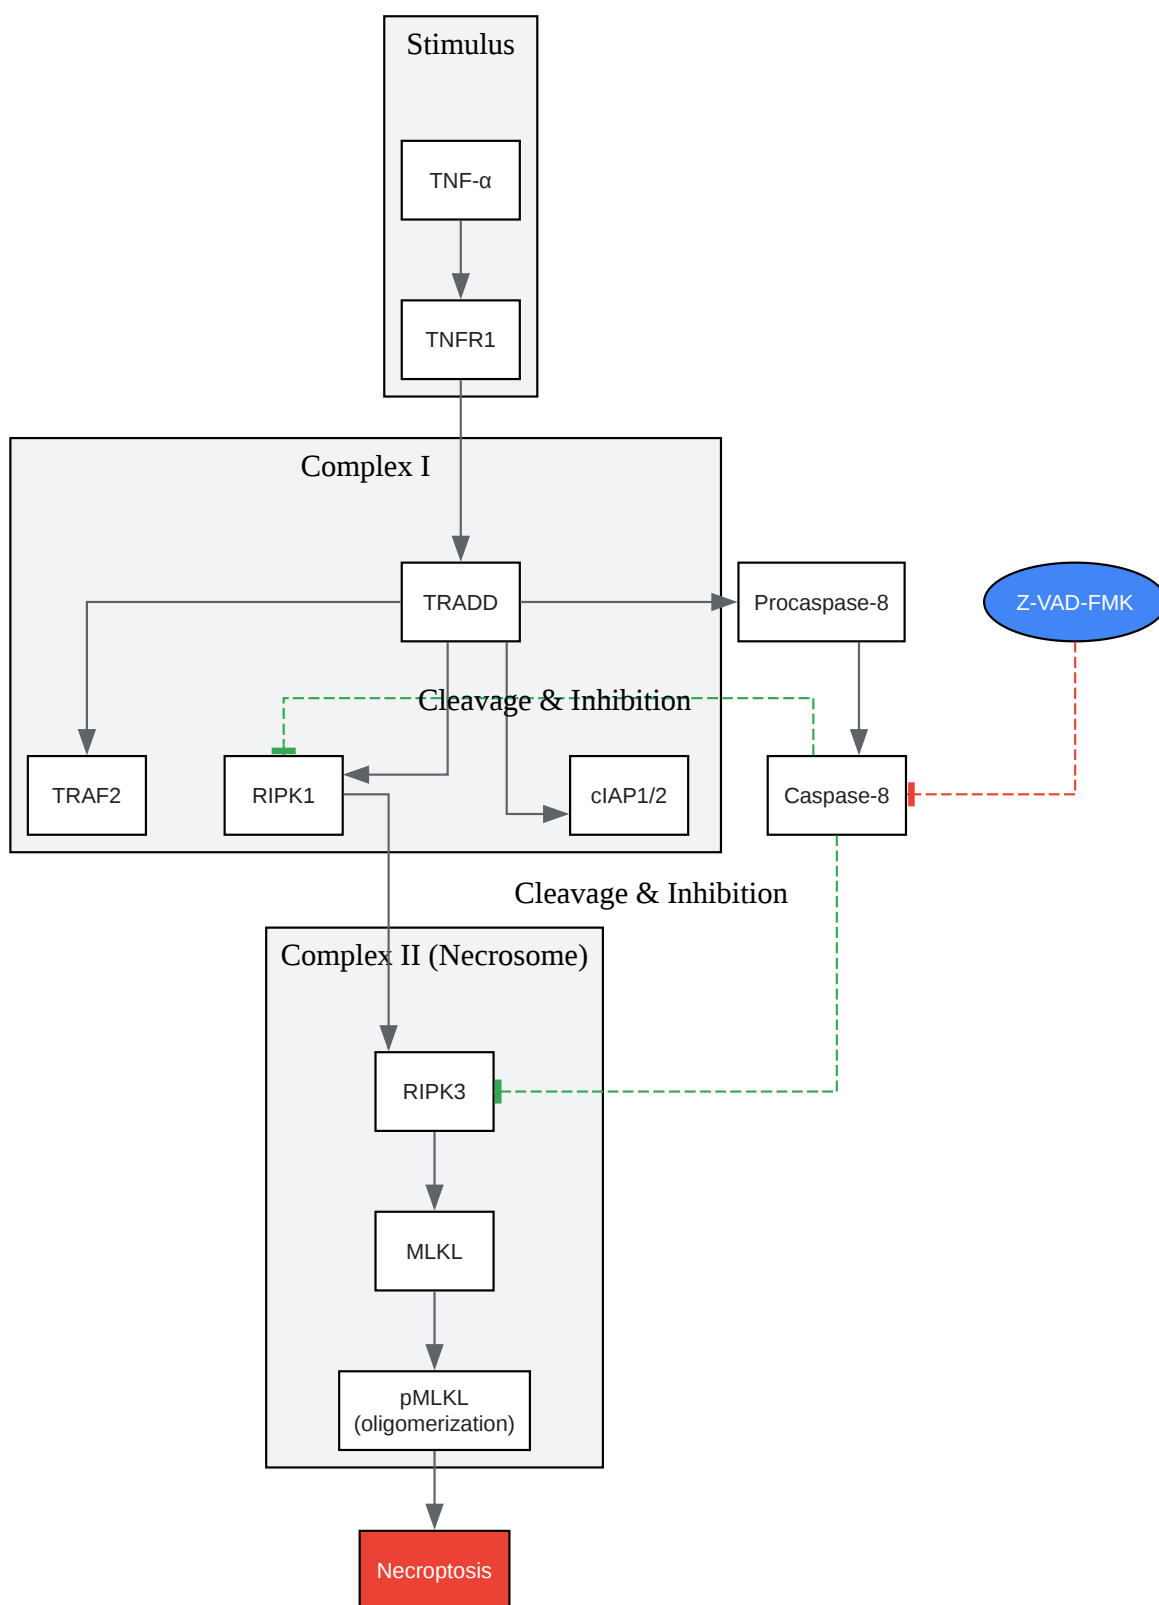 Stimulus
TNF-α
TNFR1
Complex I
TRADD
Procaspase-8
Z-VAD-FMK
Cleavage & Inhibition
TRAF2
RIPK1
cIAP1/2
Caspase-8
Cleavage & Inhibition
Complex II (Necrosome)
RIPK3
MLKL
pMLKL
(oligomerization)
Necroptosis